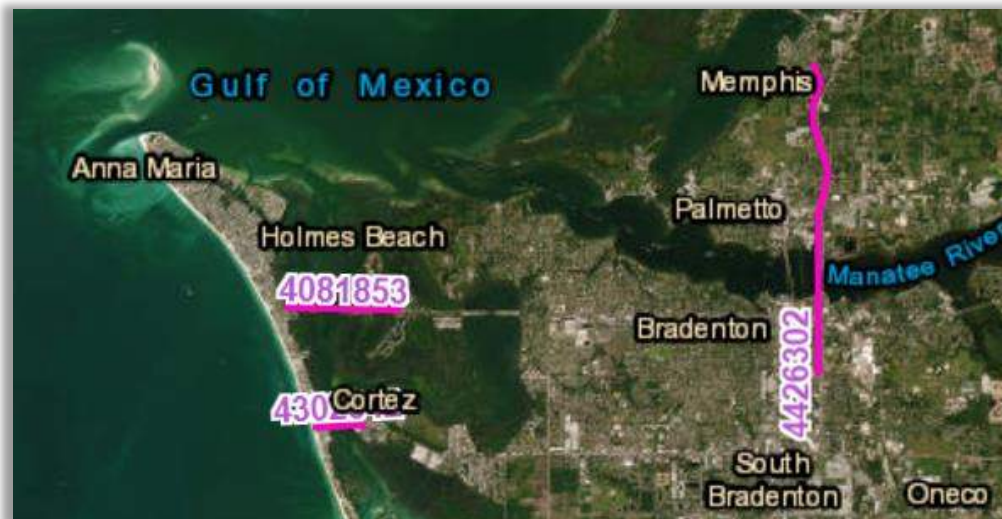 Gulf of Mexico
Memphis
Anna Maria
Palmetto
Holmes Beach
Manatee River
4081853
Bradenton
4426302
Cortez
South
Bradenton
Oneco